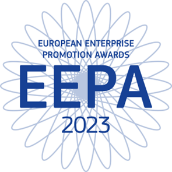 EUROPEAN ENTERPRISE
PROMOTION AWARDS
EEPA
2023